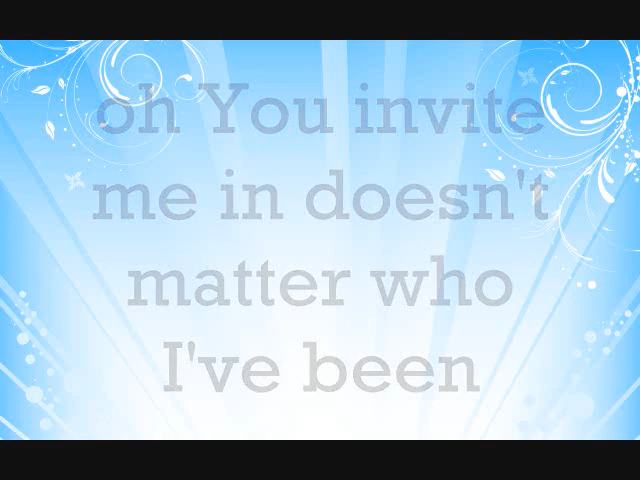 oh You invite
me in doesn't
matter who
I've been